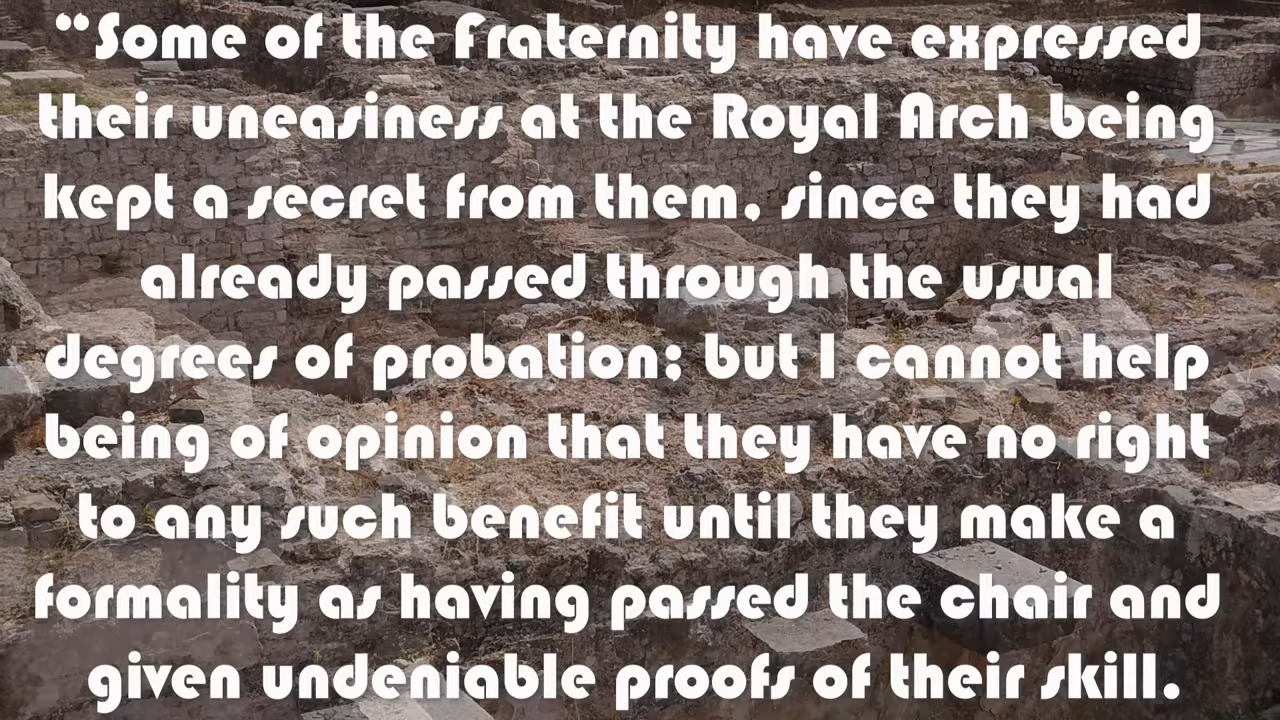 “Some of the Fraternity have expressed
their uneasiness at the Royal Arch being
kept a secret from them, since they had
already passed through the usual
degrees of probation; but I cannot help
being of opinion that they have no right
to any such benefit until they make a
formality as having passed the chair and
given undeniable proofs of their skill.